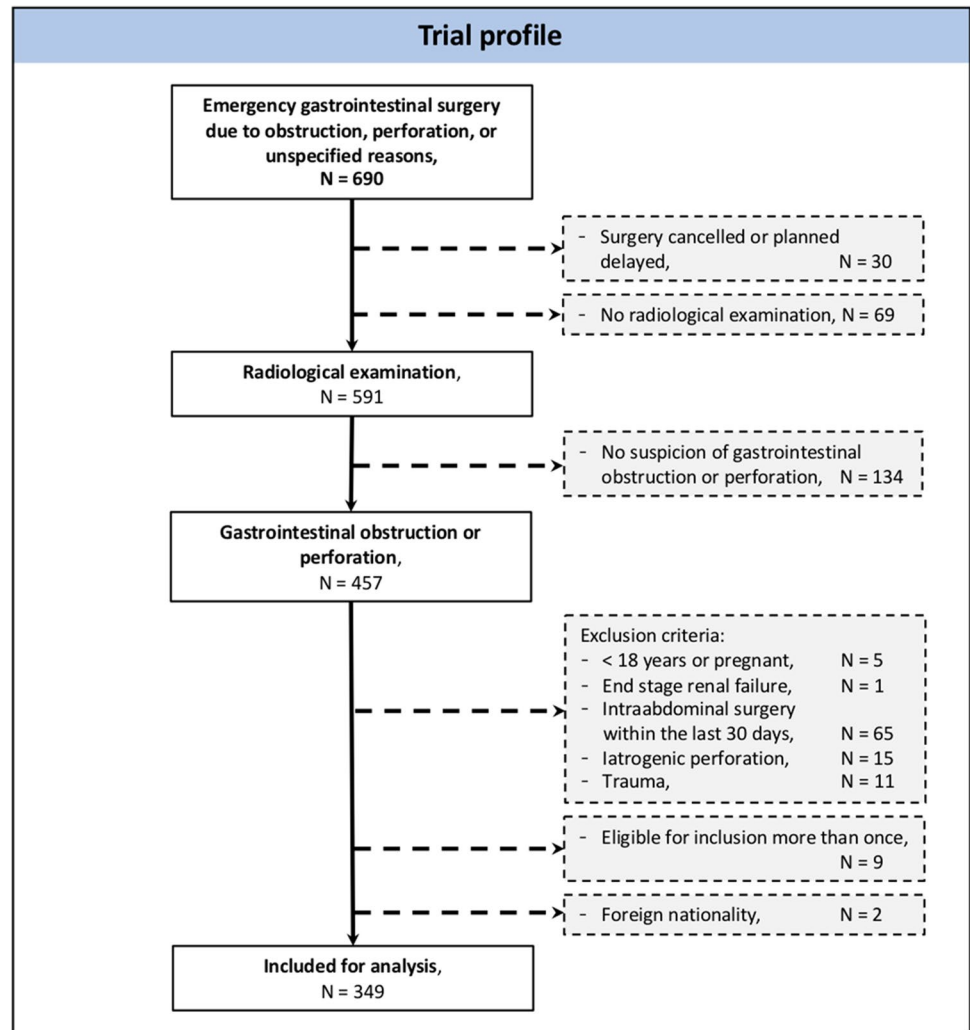 Trial profile
Emergency gastrointestinal surgery
due to obstruction, perforation, or
unspecified reasons,
N = 690
- Surgery cancelled or planned
delayed, N = 30
- No radiological examination, N = 69
Radiological examination,
N = 591
- No suspicion of gastrointestinal
obstruction or perforation, N = 134
Gastrointestinal obstruction or
perforation,
N = 457
Exclusion criteria:
- < 18 years or pregnant, N = 5
- End stage renal failure, N = 1
- Intraabdominal surgery
within the last 30 days, N = 65
- Iatrogenic perforation, N = 15
- Trauma, N = 11
- Eligible for inclusion more than once,
N = 9
- Foreign nationality, N = 2
Included for analysis,
N = 349